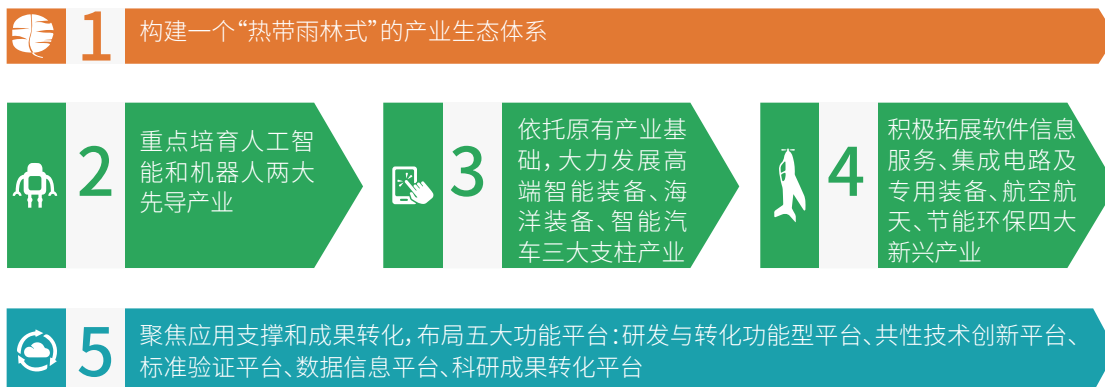 1
构建一个“热带雨林式”的产业生态体系
2
重点培育人工智
能和机器人两大
先导产业
3
依托原有产业基
础，大力发展高
端智能装备、海
洋装备、智能汽
车三大支柱产业
4
积极拓展软件信息
服务、集成电路及
专用装备、航空航
天、节能环保四大
新兴产业
5
聚焦应用支撑和成果转化，布局五大功能平台：研发与转化功能型平台、共性技术创新平台、
标准验证平台、数据信息平台、科研成果转化平台